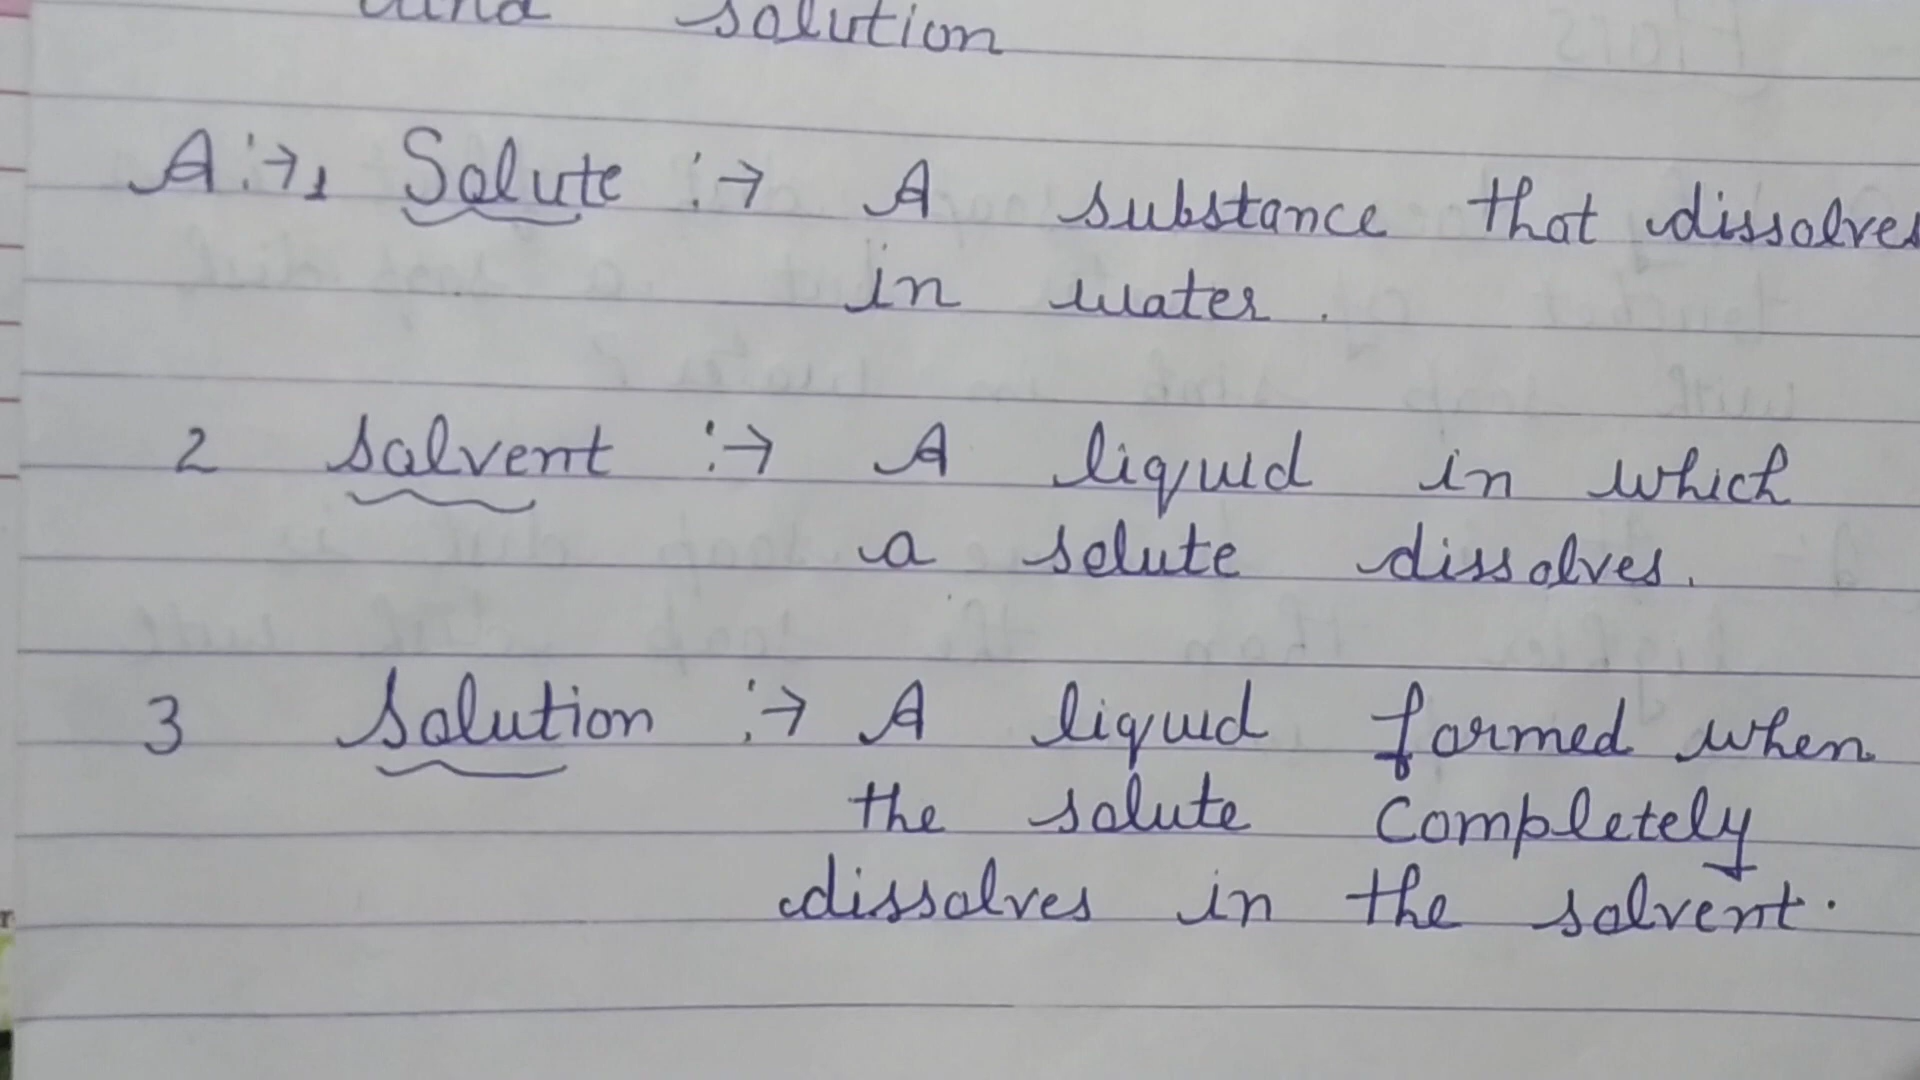 and solution
A:→1 Solute :→ A substance that dissolves
in water.
2 Solvent :→ A liquid in which
a solute dissolves.
3 Solution :→ A liquid formed when
the solute completely
dissolves in the solvent.